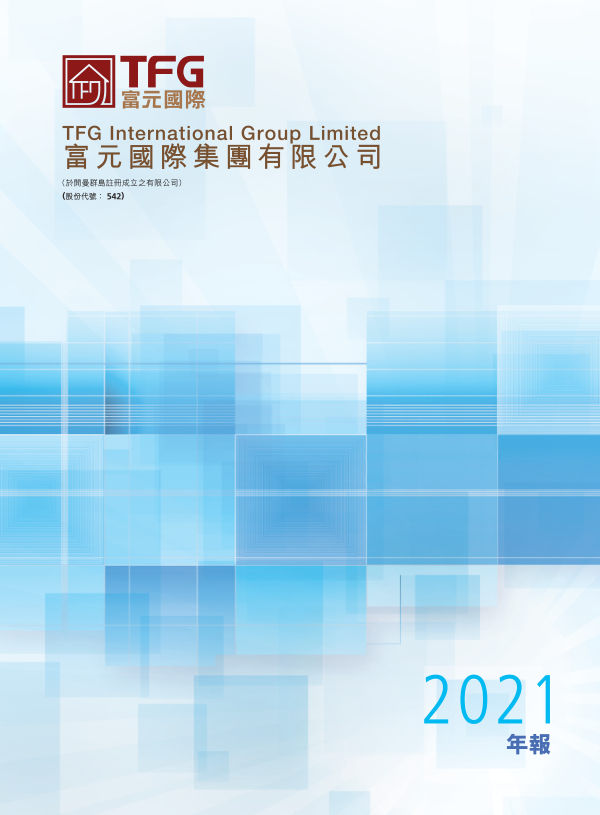 TFG
富元國際
TFG International Group Limited
富元國際集團有限公司
(於開曼群島註冊成立之有限公司)
(股份代號： 542)
2021
年報